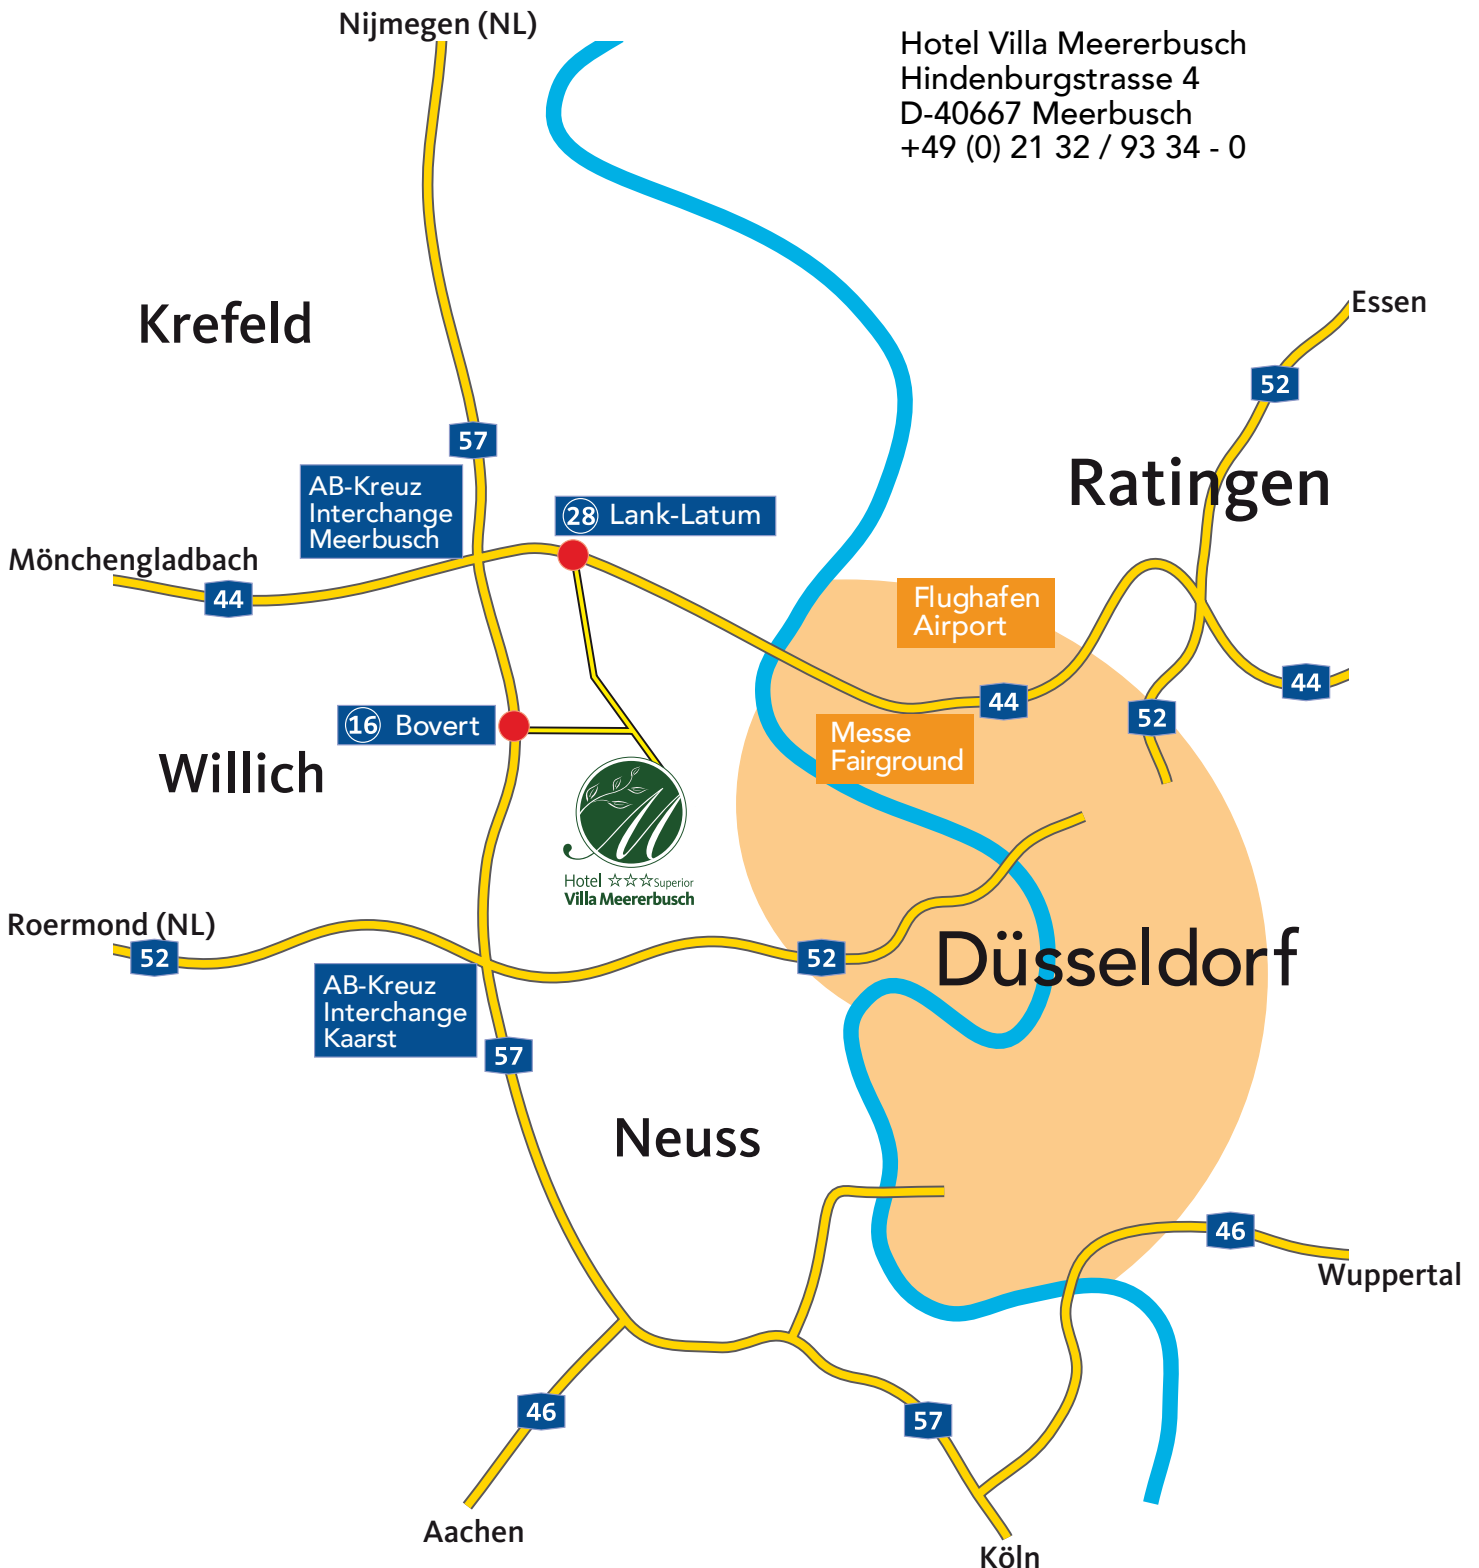 Nijmegen (NL)
Hotel Villa Meererbusch
Hindenburgstrasse 4
D-40667 Meerbusch
+49 (0) 21 32 / 93 34 - 0
Krefeld
Essen
52
57
Ratingen
AB-Kreuz
Interchange
Meerbusch
28 Lank-Latum
Mönchengladbach
44
Flughafen
Airport
44
44
52
16 Bovert
Messe
Fairground
Willich
M
Hotel ☆☆☆Superior
Villa Meererbusch
Roermond (NL)
52
52
Düsseldorf
AB-Kreuz
Interchange
Kaarst
57
Neuss
46
Wuppertal
46
57
Aachen
Köln